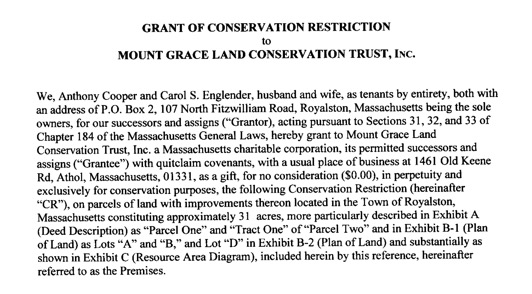 GRANT OF CONSERVATION RESTRICTION
to
MOUNT GRACE LAND CONSERVATION TRUST, INC.
We, Anthony Cooper and Carol S. Englender, husband and wife, as tenants by entirety, both with
an address of P.O. Box 2, 107 North Fitzwilliam Road, Royalston, Massachusetts being the sole
owners, for our successors and assigns (“Grantor), acting pursuant to Sections 31, 32, and 33 of
Chapter 184 of the Massachusetts General Laws, hereby grant to Mount Grace Land
Conservation Trust, Inc. a Massachusetts charitable corporation, its permitted successors and
assigns (“Grantee”) with quitclaim covenants, with a usual place of business at 1461 Old Keene
Rd, Athol, Massachusetts, 01331, as a gift, for no consideration ($0.00), in perpetuity and
exclusively for conservation purposes, the following Conservation Restriction (hereinafter
“CR”), on parcels of land with improvements thereon located in the Town of Royalston,
Massachusetts constituting approximately 31 acres, more particularly described in Exhibit A
(Deed Description) as “Parcel One” and “Tract One” of “Parcel Two” and in Exhibit B-1 (Plan
of Land) as Lots “A” and “B,” and Lot “D” in Exhibit B-2 (Plan of Land) and substantially as
shown in Exhibit C (Resource Area Diagram), included herein by this reference, hereinafter
referred to as the Premises.